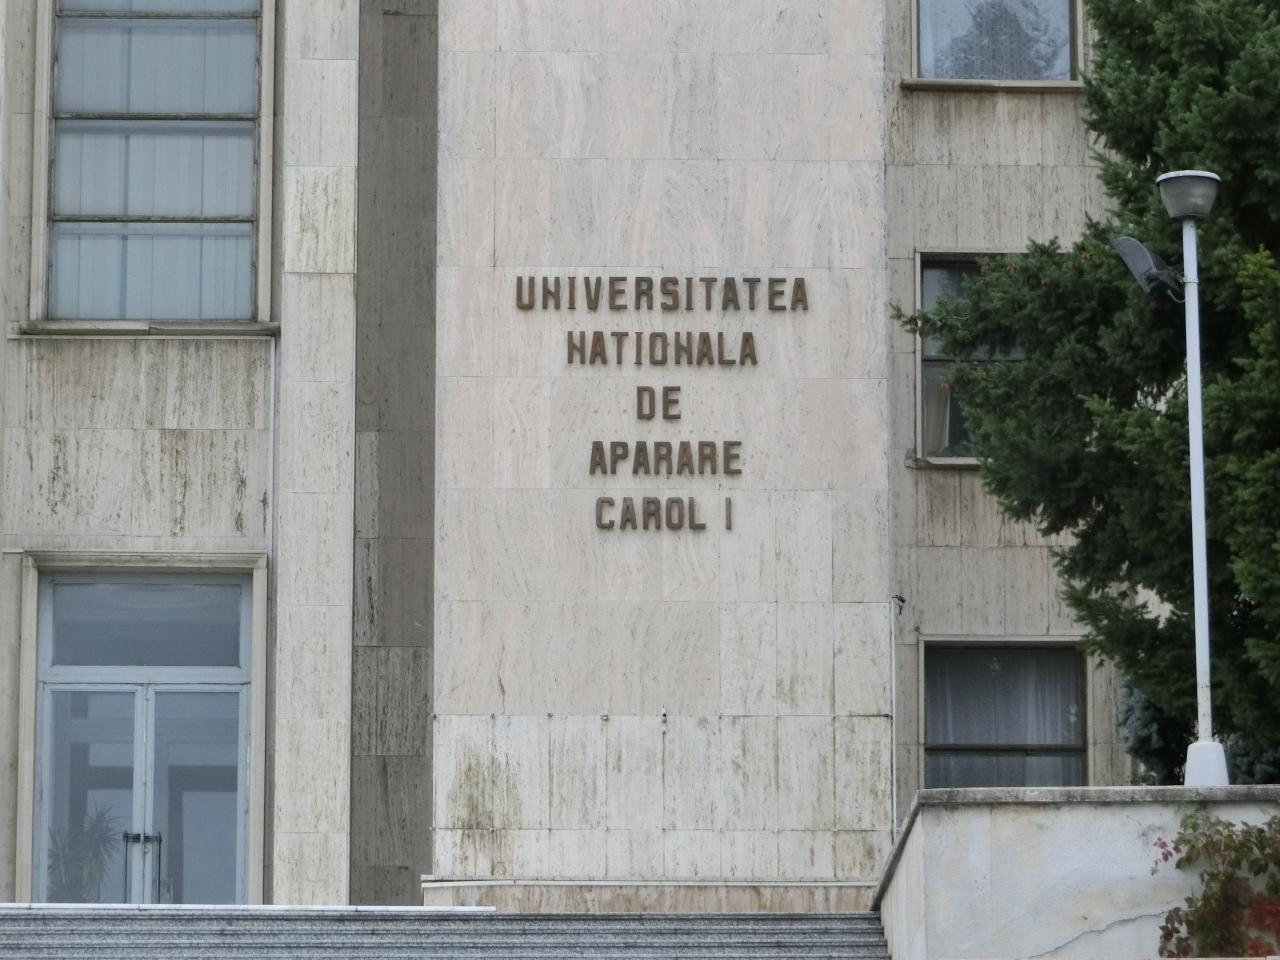 UNIVERSITATEA
NATIONALA
DE
APARARE
CAROL I